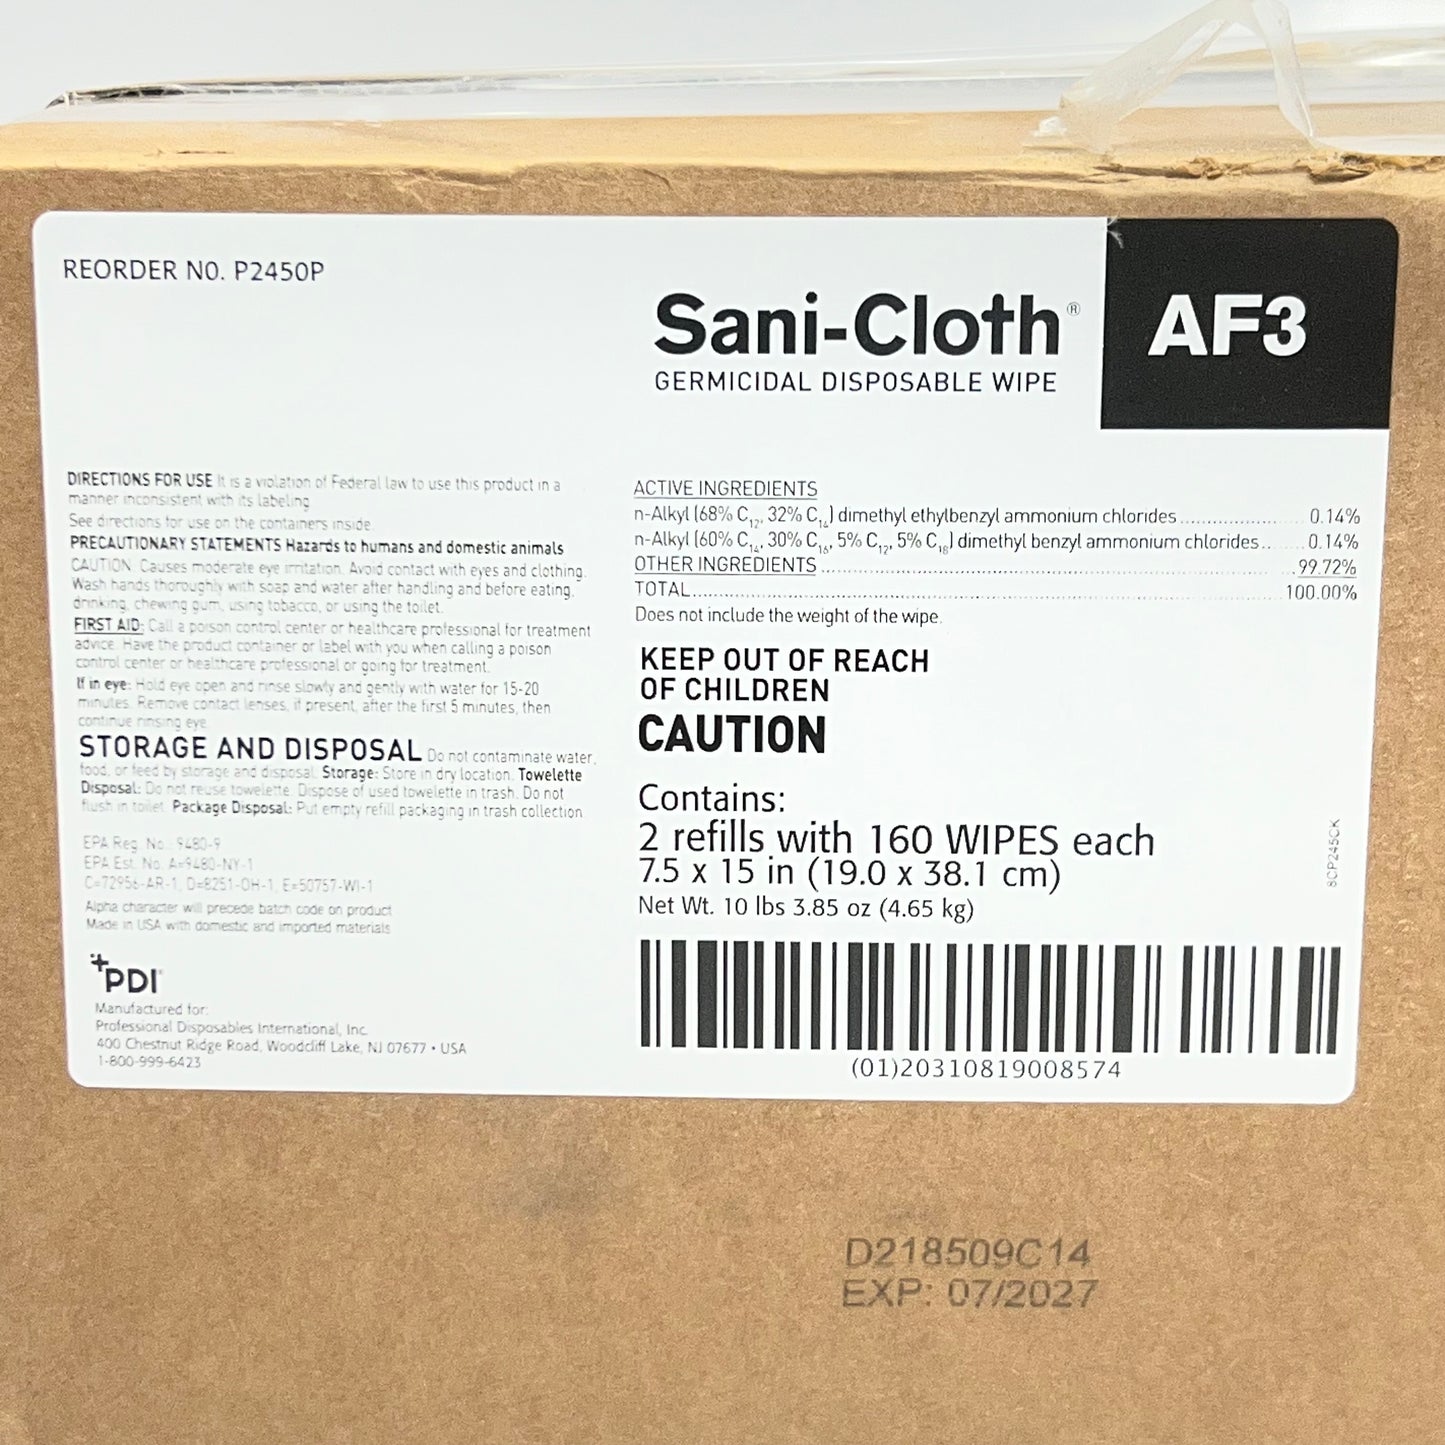 REORDER NO. P2450P
Sani-Cloth®
GERMICIDAL DISPOSABLE WIPE
AF3
DIRECTIONS FOR USE It is a violation of Federal law to use this product in a
manner inconsistent with its labeling
See directions for use on the containers inside.
PRECAUTIONARY STATEMENTS Hazards to humans and domestic animals
CAUTION. Causes moderate eye irritation. Avoid contact with eyes and clothing.
Wash hands thoroughly with soap and water after handling and before eating,
drinking, chewing gum, using tobacco, or using the toilet.
FIRST AID: Call a poison control center or healthcare professional for treatment
advice. Have the product container or label with you when calling a poison
control center or healthcare professional or going for treatment.
If in eye: Hold eye open and rinse slowly and gently with water for 15-20
minutes. Remove contact lenses, if present, after the first 5 minutes, then
continue rinsing eye.
STORAGE AND DISPOSAL Do not contaminate water,
food, or feed by storage and disposal. Storage: Store in dry location. Towelette
Disposal: Do not reuse towelette. Dispose of used towelette in trash. Do not
flush in toilet. Package Disposal: Put empty refill packaging in trash collection.
EPA Reg. No.: 9480-9
EPA Est. No. A=9480-NY-1
C=72956-AR-1, D=8251-OH-1, E=50757-WI-1
Alpha character will precede batch code on product
Made in USA with domestic and imported materials
PDI
Manufactured for:
Professional Disposables International, Inc.
400 Chestnut Ridge Road, Woodcliff Lake, NJ 07677 • USA
1-800-999-6423
ACTIVE INGREDIENTS
n-Alkyl (68% C12, 32% C14) dimethyl ethylbenzyl ammonium chlorides.................... 0.14%
n-Alkyl (60% C14, 30% C16, 5% C12, 5% C18) dimethyl benzyl ammonium chlorides.. ..... 0.14%
OTHER INGREDIENTS .................... 99.72%
TOTAL.................... 100.00%
Does not include the weight of the wipe.
KEEP OUT OF REACH
OF CHILDREN
CAUTION
Contains:
2 refills with 160 WIPES each
7.5 x 15 in (19.0 x 38.1 cm)
Net Wt. 10 lbs 3.85 oz (4.65 kg)
8CP245CK
(01)20310819008574
D218509C14
EXP: 07/2027